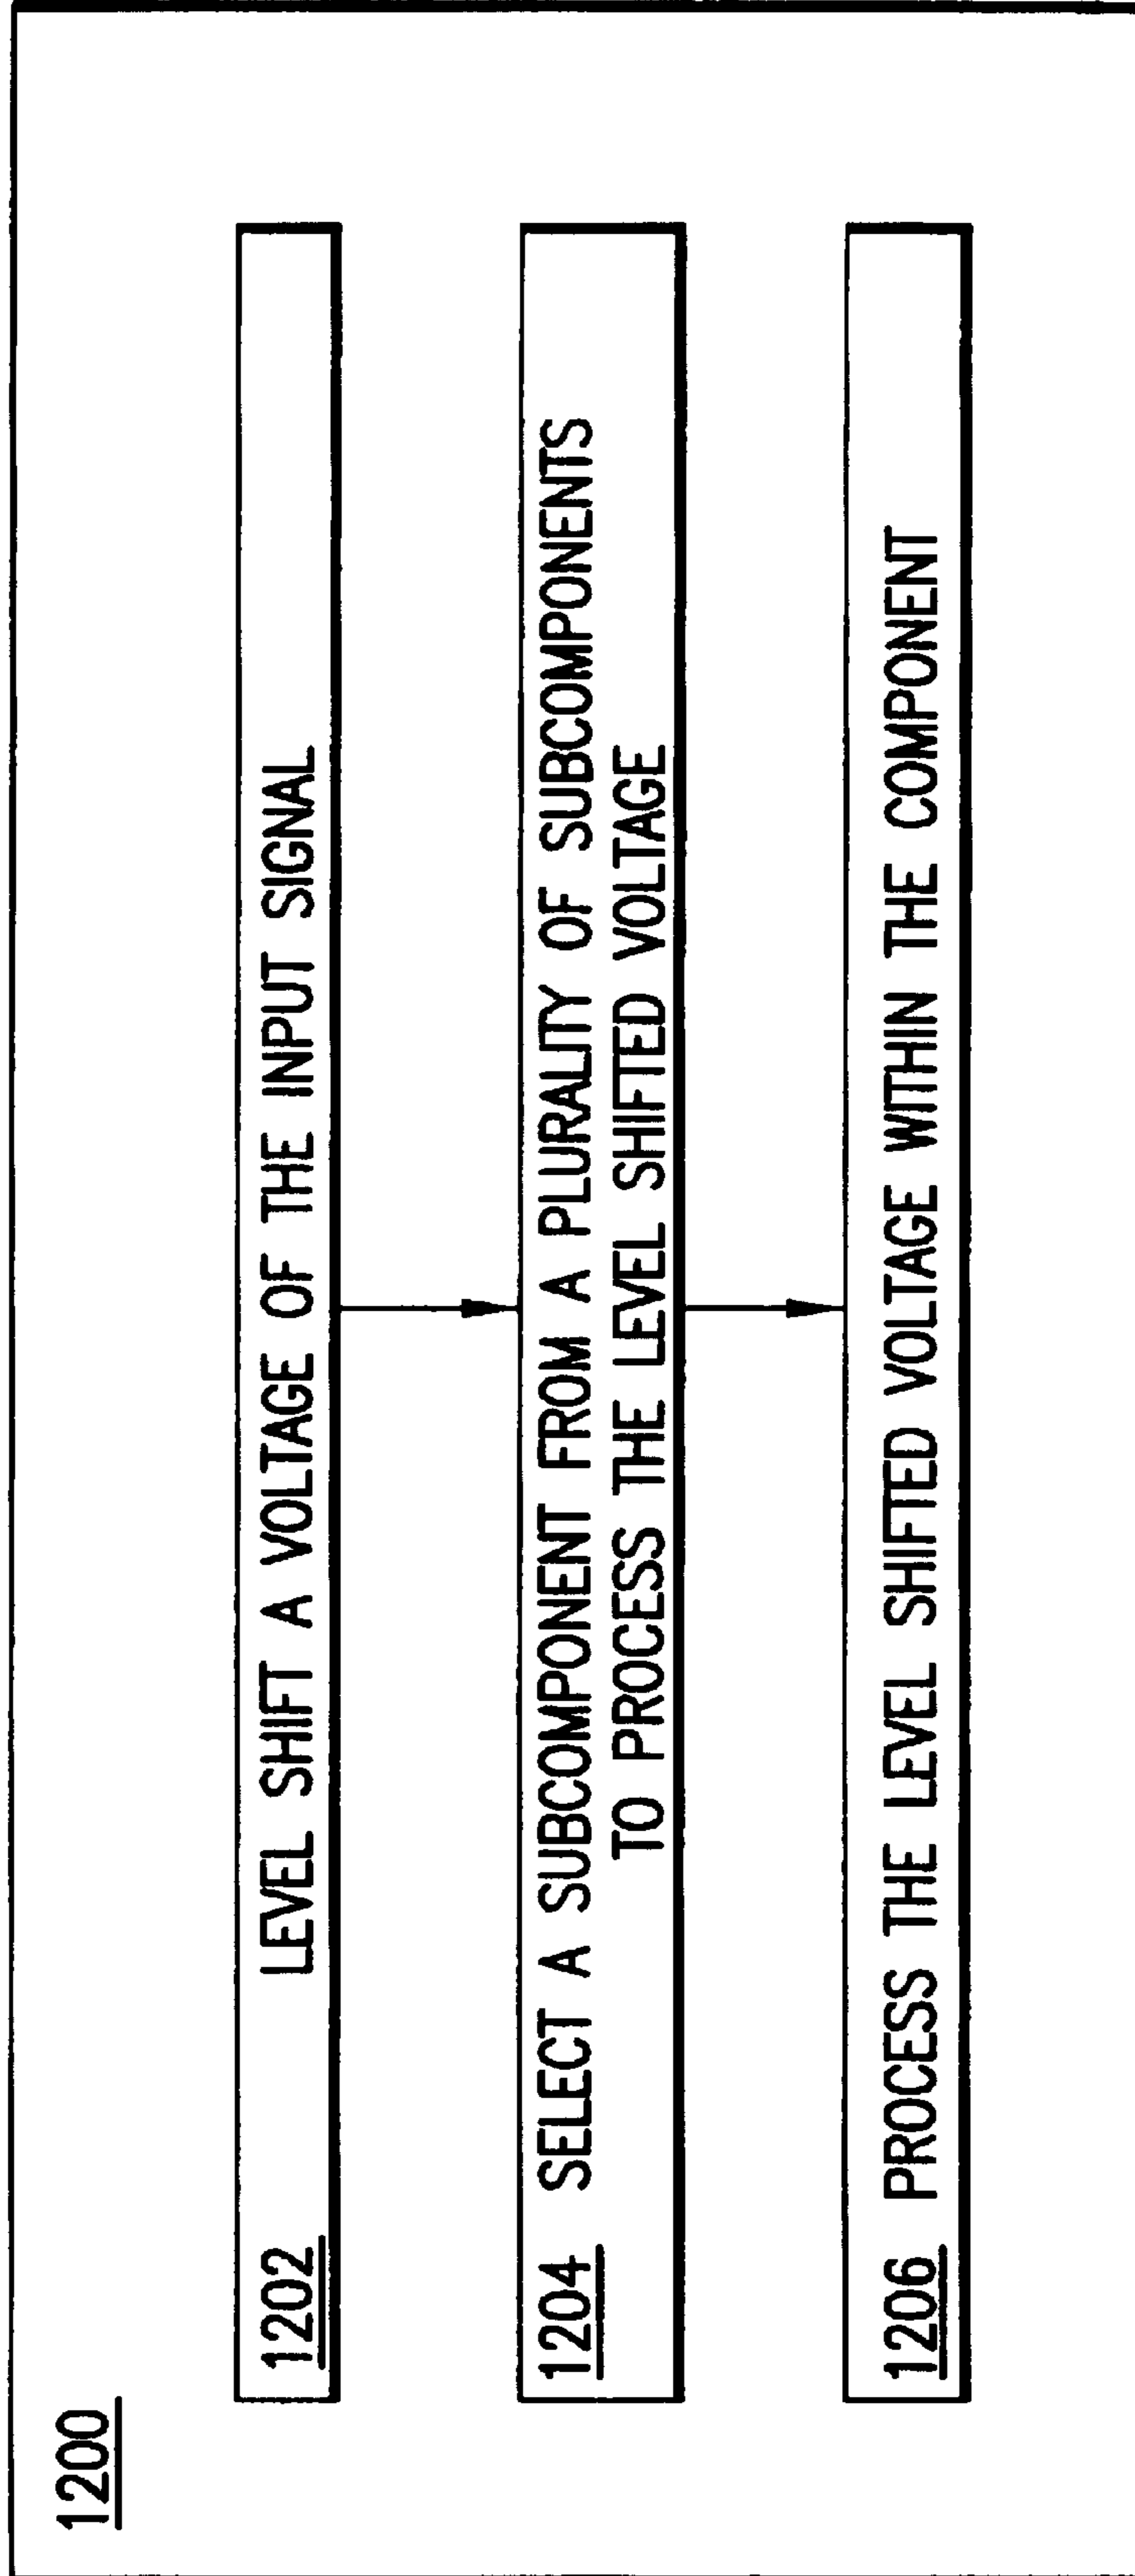 1200
1202 LEVEL SHIFT A VOLTAGE OF THE INPUT SIGNAL
1204 SELECT A SUBCOMPONENT FROM A PLURALITY OF SUBCOMPONENTS
TO PROCESS THE LEVEL SHIFTED VOLTAGE
1206 PROCESS THE LEVEL SHIFTED VOLTAGE WITHIN THE COMPONENT